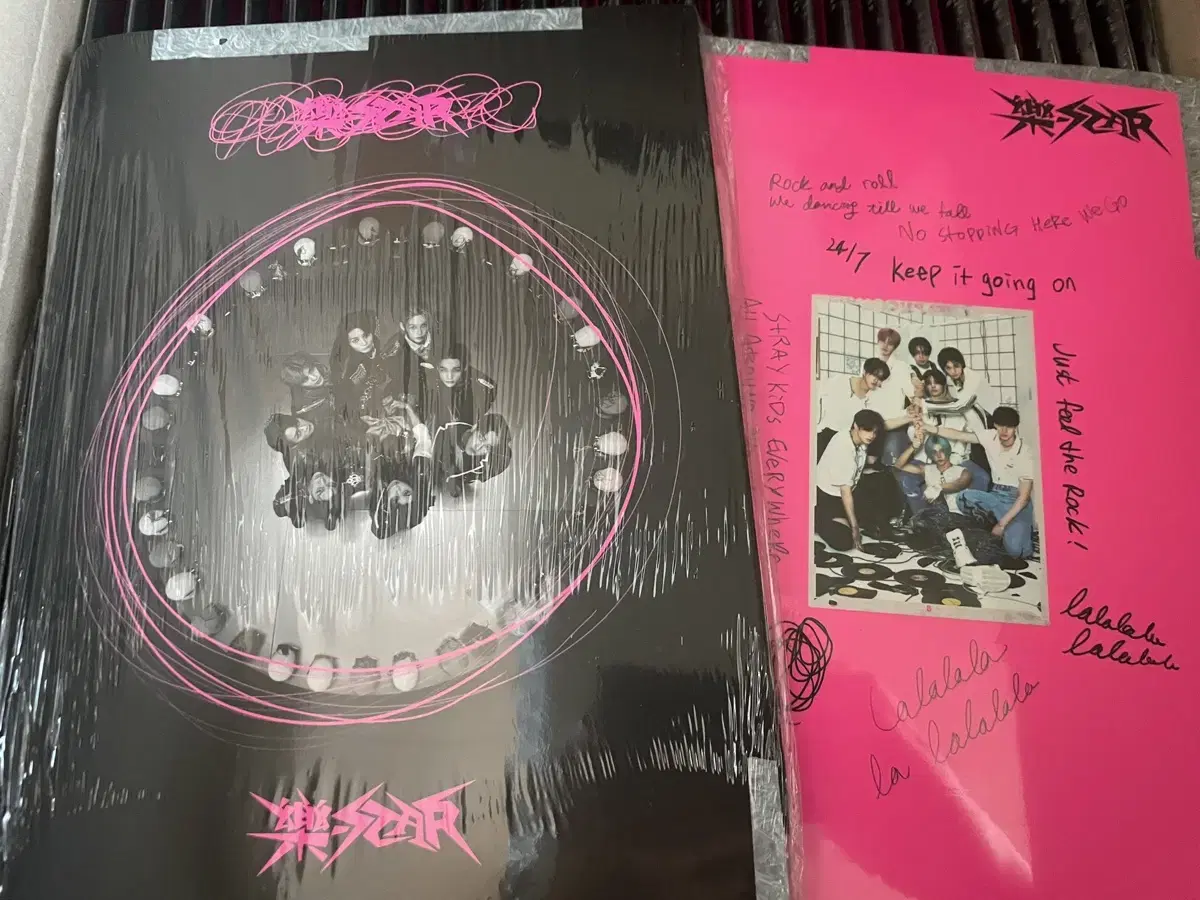 樂-STAR
樂-STAR
樂-STAR
Rock and roll
We dancing till we fall
No stopping Here We Go
24/7 keep it going on
Just feel the Rock!
STRAY KiDS EVERYWHeRe
All
lalalala
lalalala
Lalalala
la lalalala